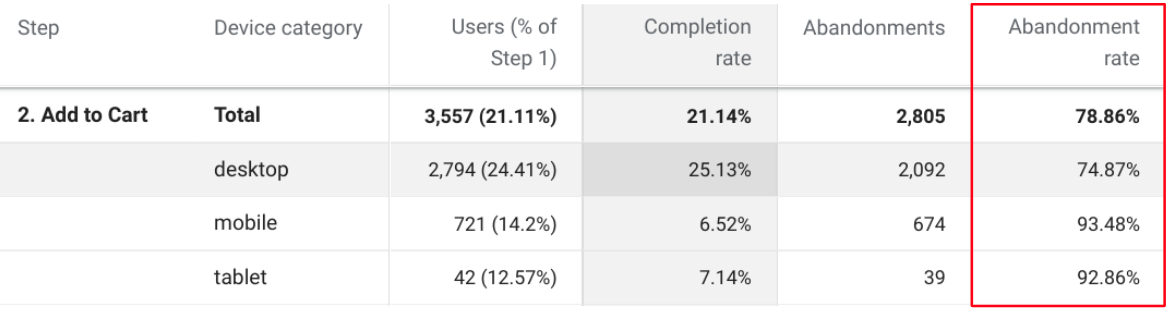 Step Device category Users (% of Step 1) Completion rate Abandonments Abandonment rate
2. Add to Cart Total 3,557 (21.11%) 21.14% 2,805 78.86%
desktop 2,794 (24.41%) 25.13% 2,092 74.87%
mobile 721 (14.2%) 6.52% 674 93.48%
tablet 42 (12.57%) 7.14% 39 92.86%